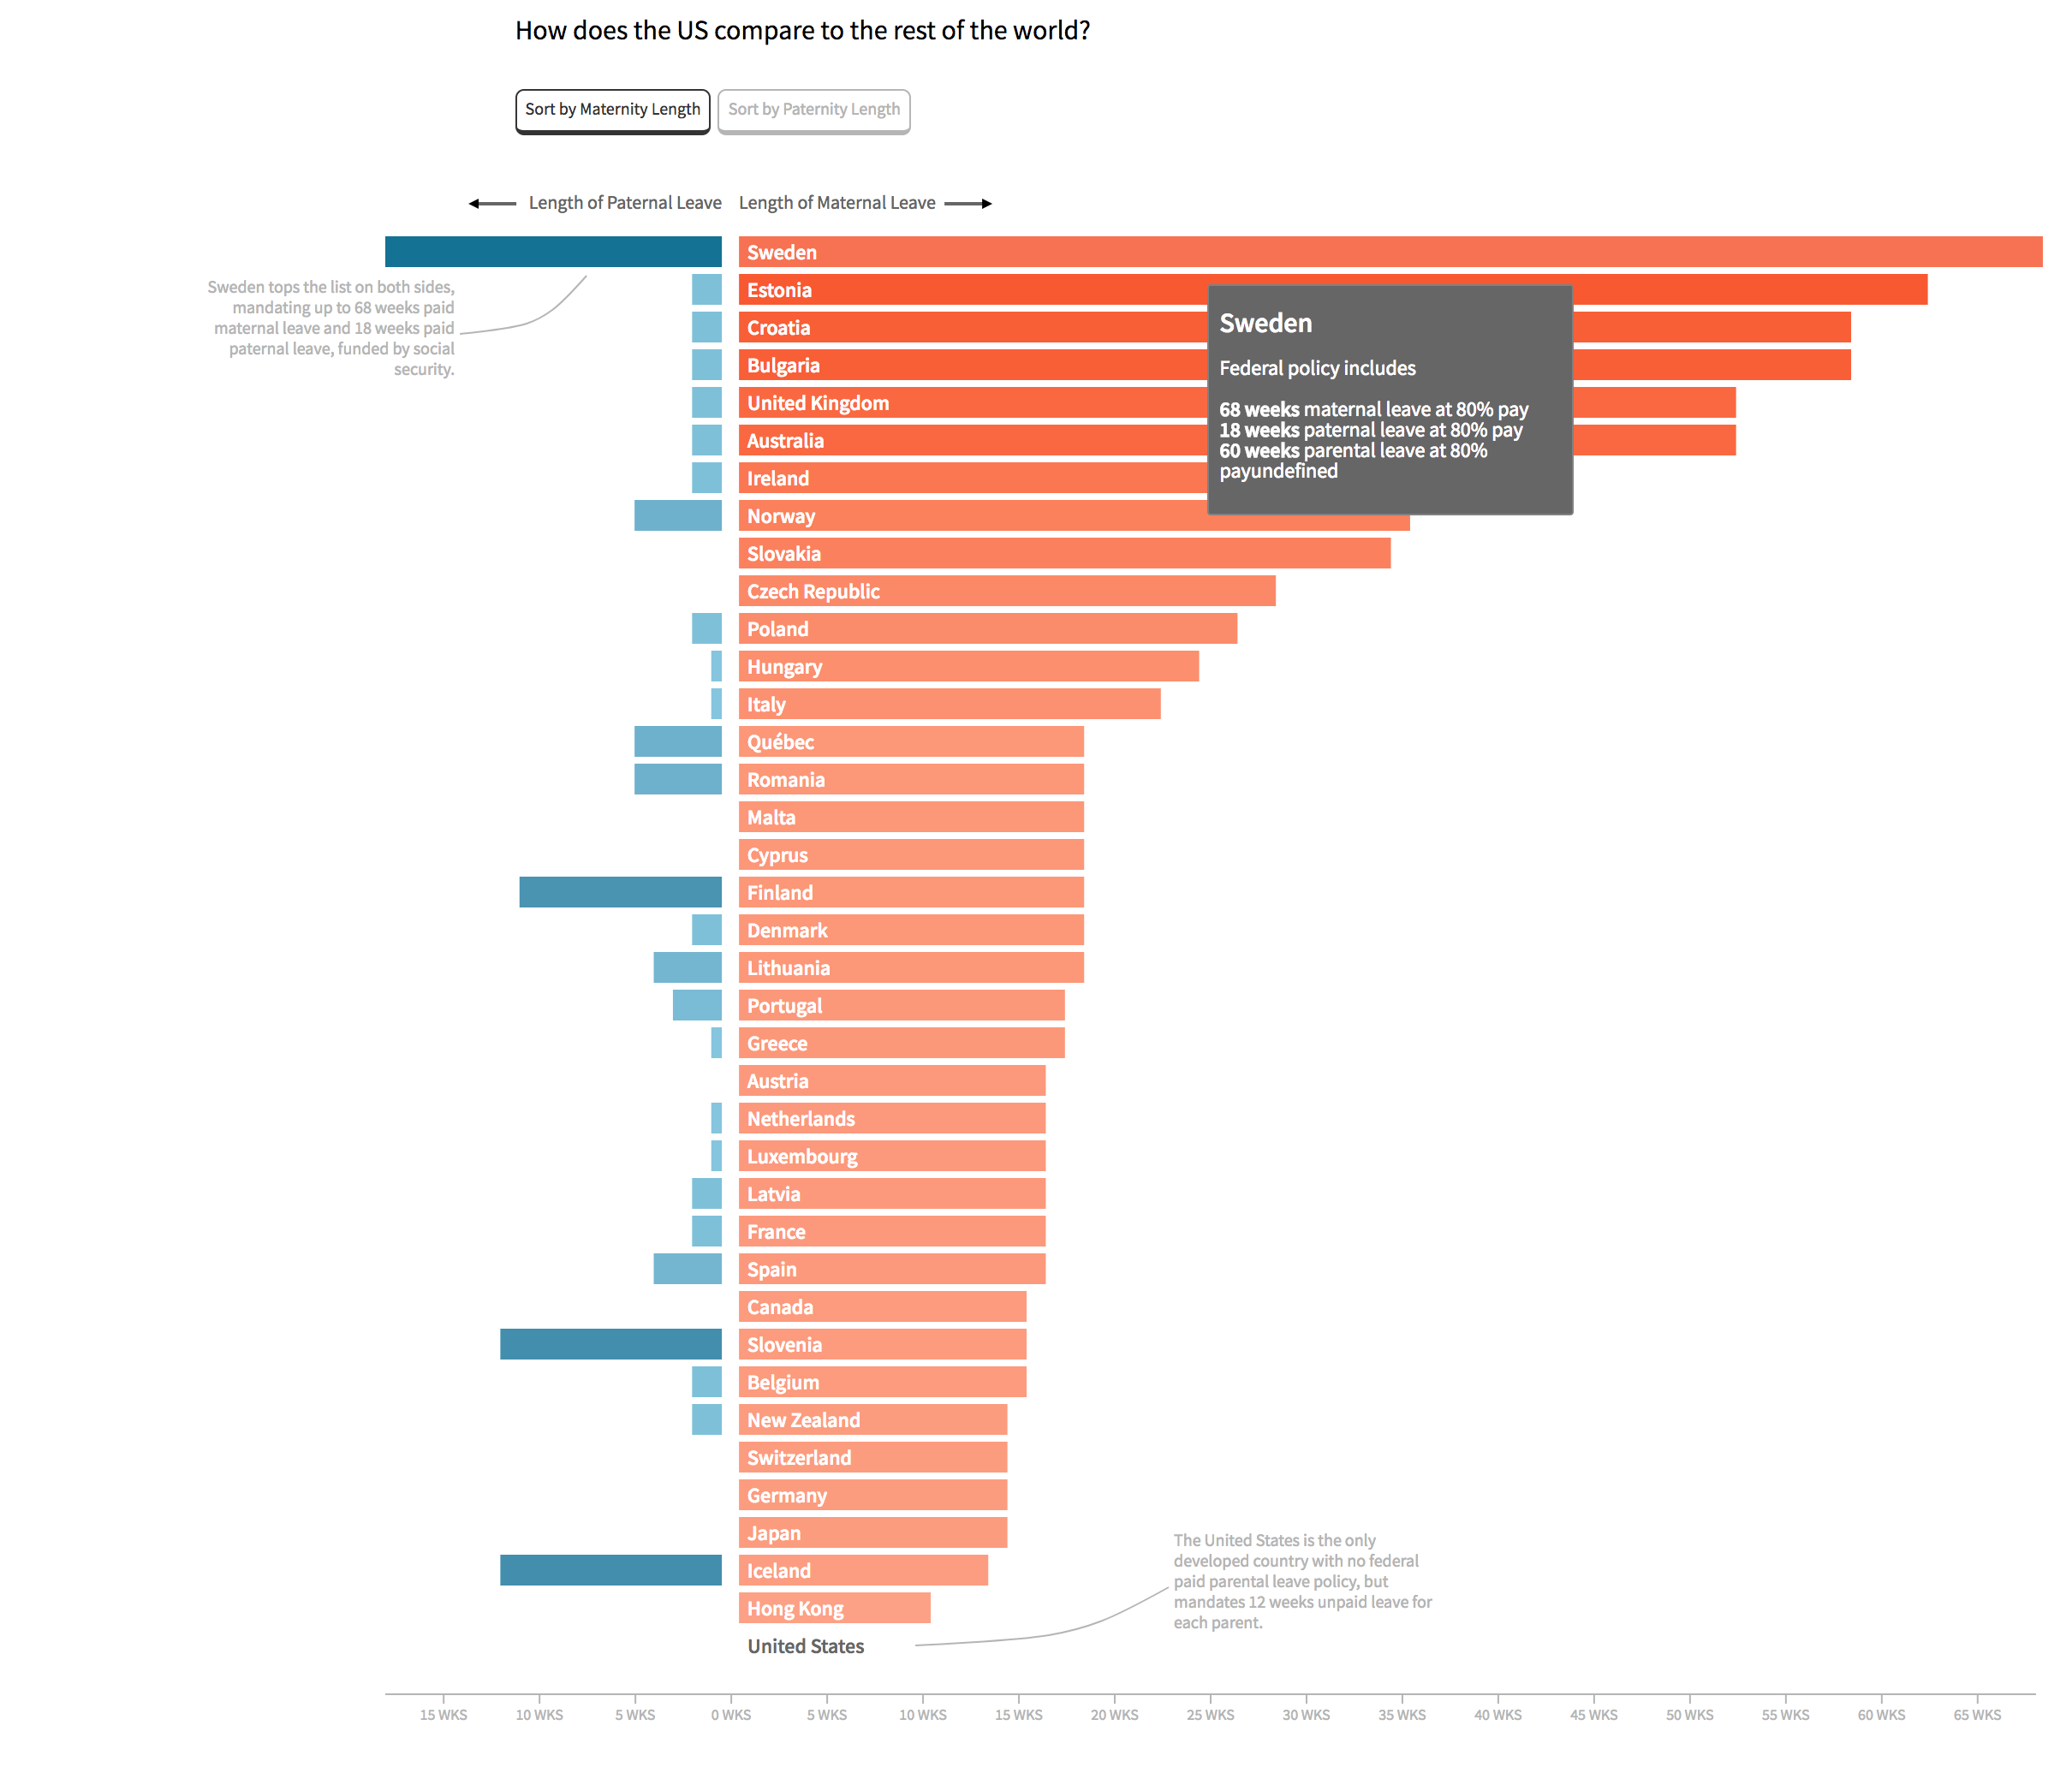 How does the US compare to the rest of the world?
Sort by Maternity Length
Sort by Paternity Length
Length of Paternal Leave
Length of Maternal Leave
Sweden
Sweden tops the list on both sides,
mandating up to 68 weeks paid
maternal leave and 18 weeks paid
paternal leave, funded by social
security.
Estonia
Croatia
Bulgaria
United Kingdom
Australia
Ireland
Norway
Sweden
Federal policy includes
68 weeks maternal leave at 80% pay
18 weeks paternal leave at 80% pay
60 weeks parental leave at 80%
payundefined
Slovakia
Czech Republic
Poland
Hungary
Italy
Québec
Romania
Malta
Cyprus
Finland
Denmark
Lithuania
Portugal
Greece
Austria
Netherlands
Luxembourg
Latvia
France
Spain
Canada
Slovenia
Belgium
New Zealand
Switzerland
Germany
Japan
Iceland
Hong Kong
United States
The United States is the only
developed country with no federal
paid parental leave policy, but
mandates 12 weeks unpaid leave for
each parent.
15 WKS 10 WKS 5 WKS 0 WKS 5 WKS 10 WKS 15 WKS 20 WKS 25 WKS 30 WKS 35 WKS 40 WKS 45 WKS 50 WKS 55 WKS 60 WKS 65 WKS